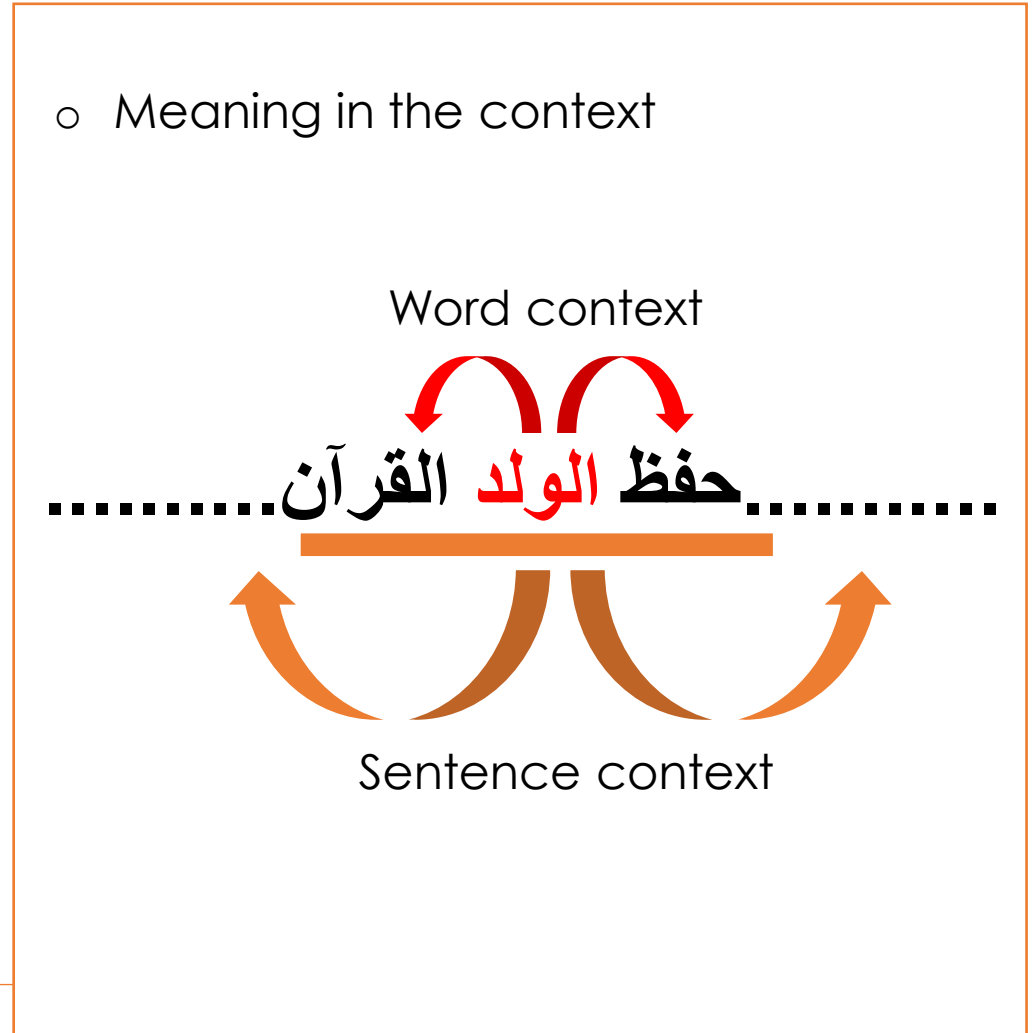 o Meaning in the context
Word context
...........حفظ الولد القرآن..........
Sentence context